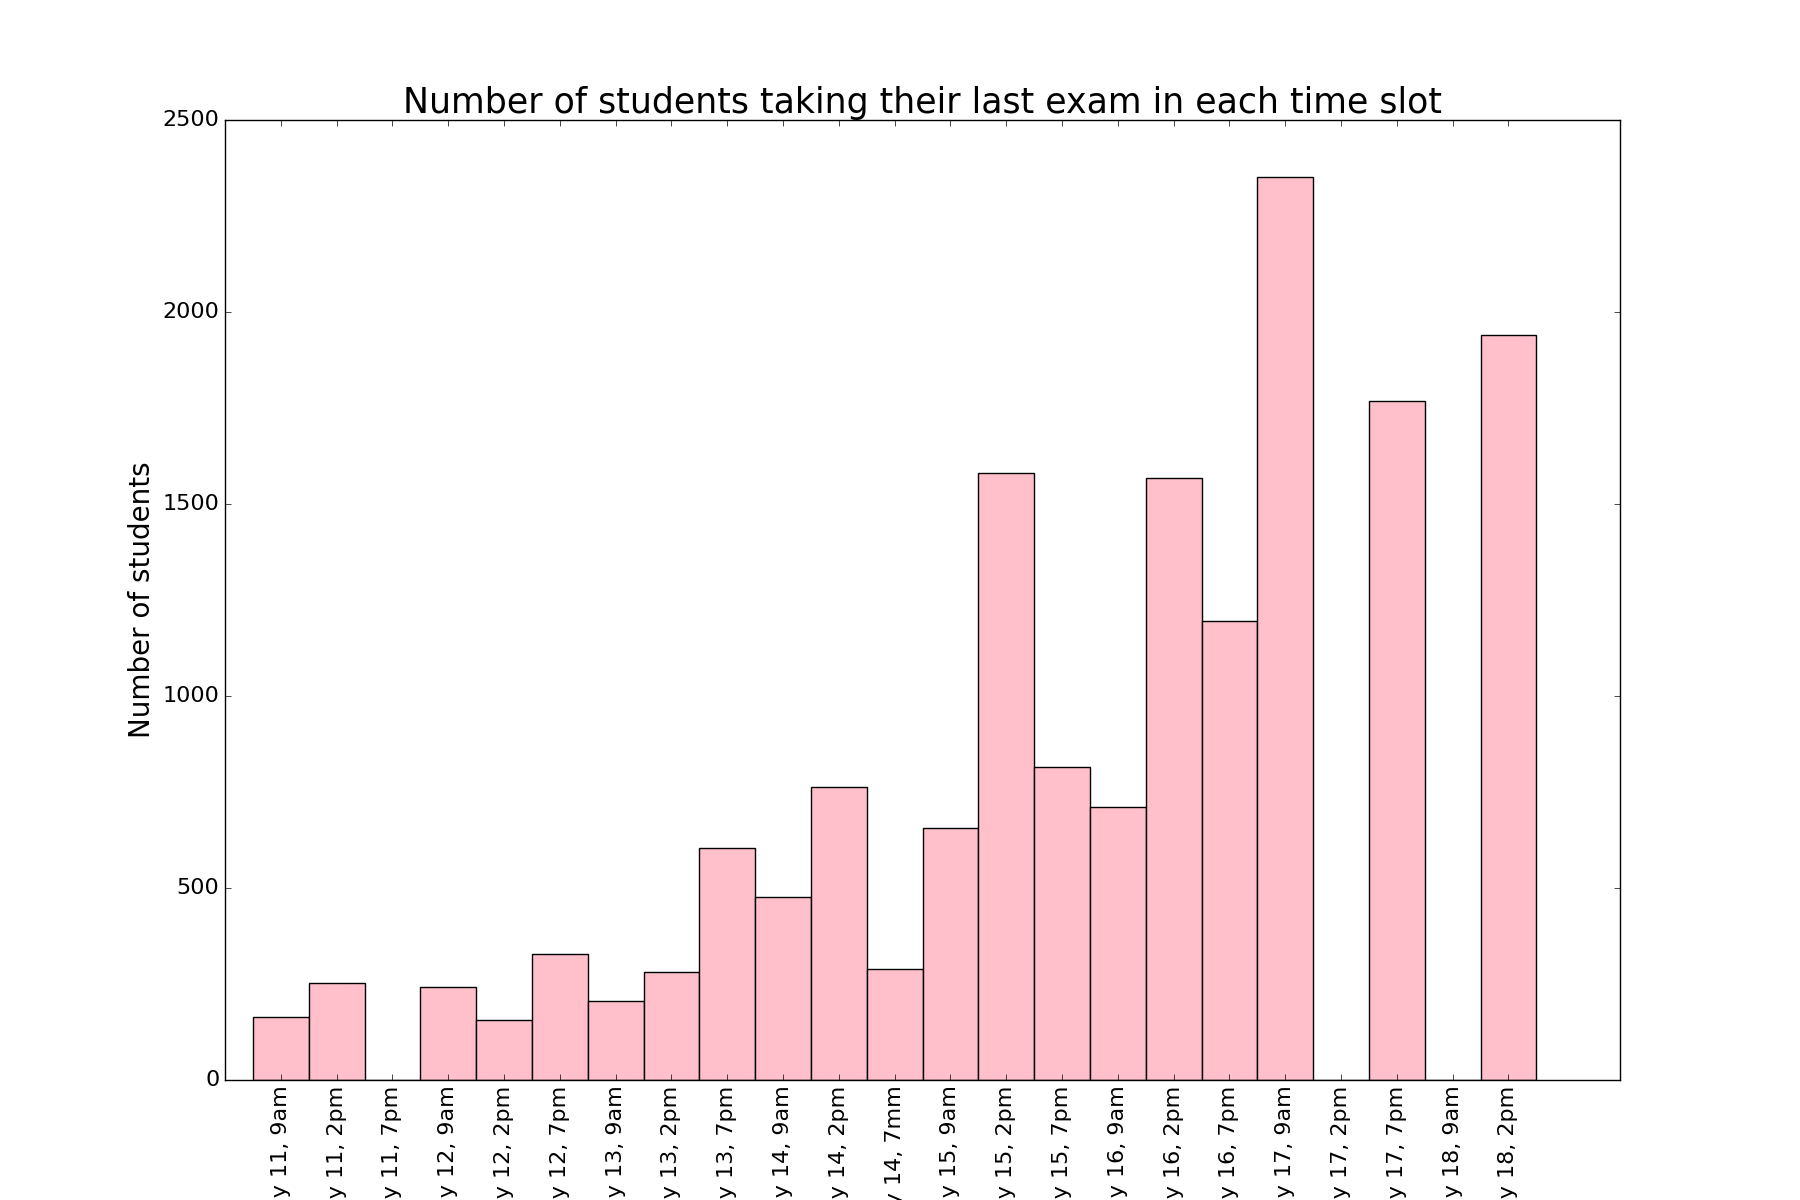 Number of students taking their last exam in each time slot
Number of students
2500
2000
1500
1000
500
0
y 11, 9am
y 11, 2pm
y 11, 7pm
y 12, 9am
y 12, 2pm
y 12, 7pm
y 13, 9am
y 13, 2pm
y 13, 7pm
y 14, 9am
y 14, 2pm
y 14, 7mm
y 15, 9am
y 15, 2pm
y 15, 7pm
y 16, 9am
y 16, 2pm
y 16, 7pm
y 17, 9am
y 17, 2pm
y 17, 7pm
y 18, 9am
y 18, 2pm